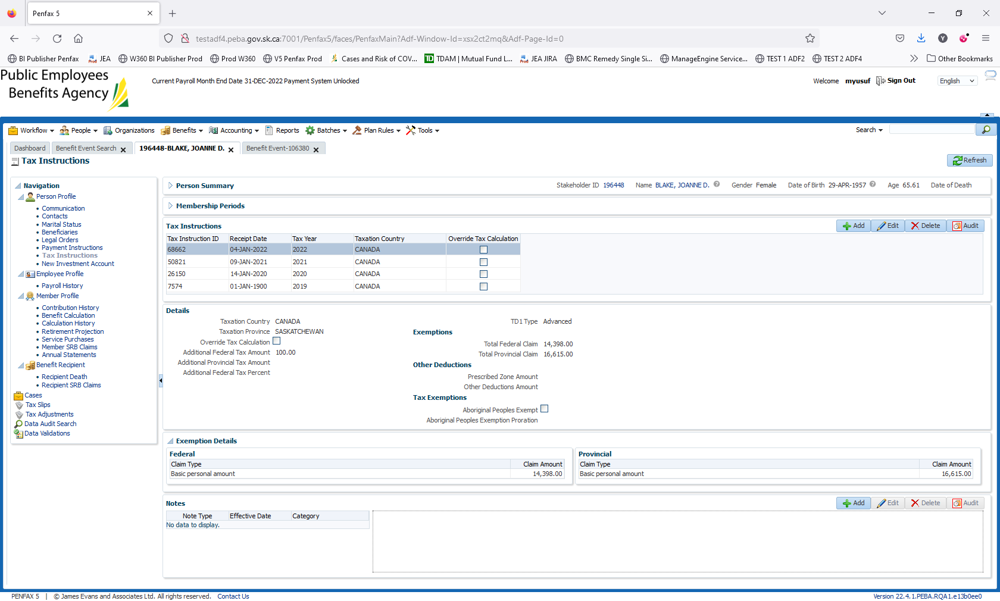 Penfax 5
testadf4.peba.gov.sk.ca:7001/Penfax5/faces/PenfaxMain?Adf-Window-Id=xsx2ct2mq&Adf-Page-Id=0
BI Publisher Penfax JEA W360 BI Publisher Prod Prod W360 V5 Penfax Prod Cases and Risk of COV... TDAM | Mutual Fund L... JEA JIRA BMC Remedy Single Si... ManageEngine Service... TEST 1 ADF2 TEST 2 ADF4 Other Bookmarks
Public Employees
Benefits Agency
Current Payroll Month End Date 31-DEC-2022 Payment System Unlocked
Welcome myusuf Sign Out English
Workflow People Organizations Benefits Accounting Reports Batches Plan Rules Tools Search
Dashboard Benefit Event Search 196448-BLAKE, JOANNE D. Benefit Event-106380
Tax Instructions
Refresh
Navigation
Person Profile
Communication
Contacts
Marital Status
Beneficiaries
Legal Orders
Payment Instructions
Tax Instructions
New Investment Account
Employee Profile
Payroll History
Member Profile
Contribution History
Benefit Calculation
Calculation History
Retirement Projection
Service Purchases
Member SRB Claims
Annual Statements
Benefit Recipient
Recipient Death
Recipient SRB Claims
Cases
Tax Slips
Tax Adjustments
Data Audit Search
Data Validations
Person Summary
Stakeholder ID 196448 Name BLAKE, JOANNE D. Gender Female Date of Birth 29-APR-1957 Age 65.61 Date of Death
Membership Periods
Tax Instructions
Add Edit Delete Audit
Tax Instruction ID Receipt Date Tax Year Taxation Country Override Tax Calculation
68662 04-JAN-2022 2022 CANADA
50821 09-JAN-2021 2021 CANADA
26150 14-JAN-2020 2020 CANADA
7574 01-JAN-1900 2019 CANADA
Details
Taxation Country CANADA
Taxation Province SASKATCHEWAN
Override Tax Calculation
Additional Federal Tax Amount 100.00
Additional Provincial Tax Amount
Additional Federal Tax Percent
TD1 Type Advanced
Exemptions
Total Federal Claim 14,398.00
Total Provincial Claim 16,615.00
Other Deductions
Prescribed Zone Amount
Other Deductions Amount
Tax Exemptions
Aboriginal Peoples Exempt
Aboriginal Peoples Exemption Proration
Exemption Details
Federal
Claim Type Claim Amount
Basic personal amount 14,398.00
Provincial
Claim Type Claim Amount
Basic personal amount 16,615.00
Notes
Add Edit Delete Audit
Note Type Effective Date Category
No data to display.
PENFAX 5 | © James Evans and Associates Ltd. All rights reserved. Contact Us
Version 22.4.1.PEBA.RQA1.e13b0ee0